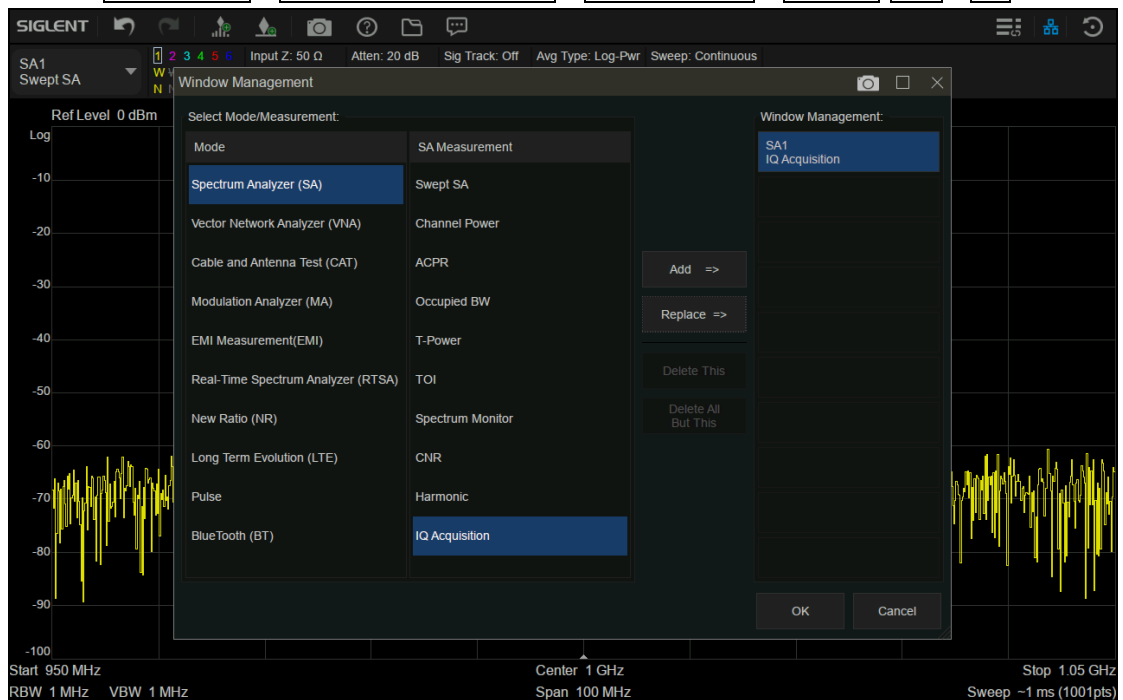 SIGLENT
SA1
Swept SA
1 2 3 4 5 6
W
N
Input Z: 50 Ω Atten: 20 dB Sig Track: Off Avg Type: Log-Pwr Sweep: Continuous
Ref Level 0 dBm
Log
-10
-20
-30
-40
-50
-60
-70
-80
-90
-100
Window Management
Select Mode/Measurement:
Mode
Spectrum Analyzer (SA)
Vector Network Analyzer (VNA)
Cable and Antenna Test (CAT)
Modulation Analyzer (MA)
EMI Measurement(EMI)
Real-Time Spectrum Analyzer (RTSA)
New Ratio (NR)
Long Term Evolution (LTE)
Pulse
BlueTooth (BT)
SA Measurement
Swept SA
Channel Power
ACPR
Occupied BW
T-Power
TOI
Spectrum Monitor
CNR
Harmonic
IQ Acquisition
Add =>
Replace =>
Delete This
Delete All
But This
Window Management:
SA1
IQ Acquisition
OK
Cancel
Start 950 MHz Center 1 GHz Stop 1.05 GHz
RBW 1 MHz VBW 1 MHz Span 100 MHz Sweep ~1 ms (1001pts)